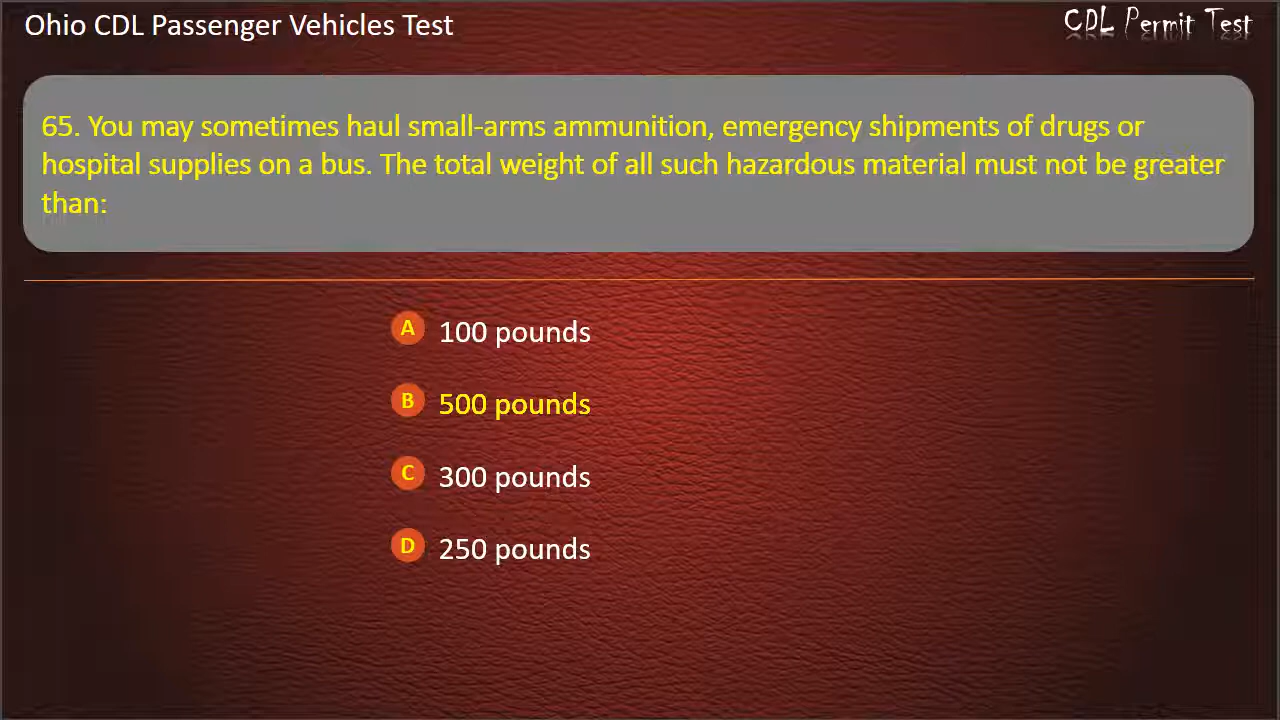 Ohio CDL Passenger Vehicles Test
CDL Permit Test
65. You may sometimes haul small-arms ammunition, emergency shipments of drugs or
hospital supplies on a bus. The total weight of all such hazardous material must not be greater
than:
A 100 pounds
B 500 pounds
C 300 pounds
D 250 pounds